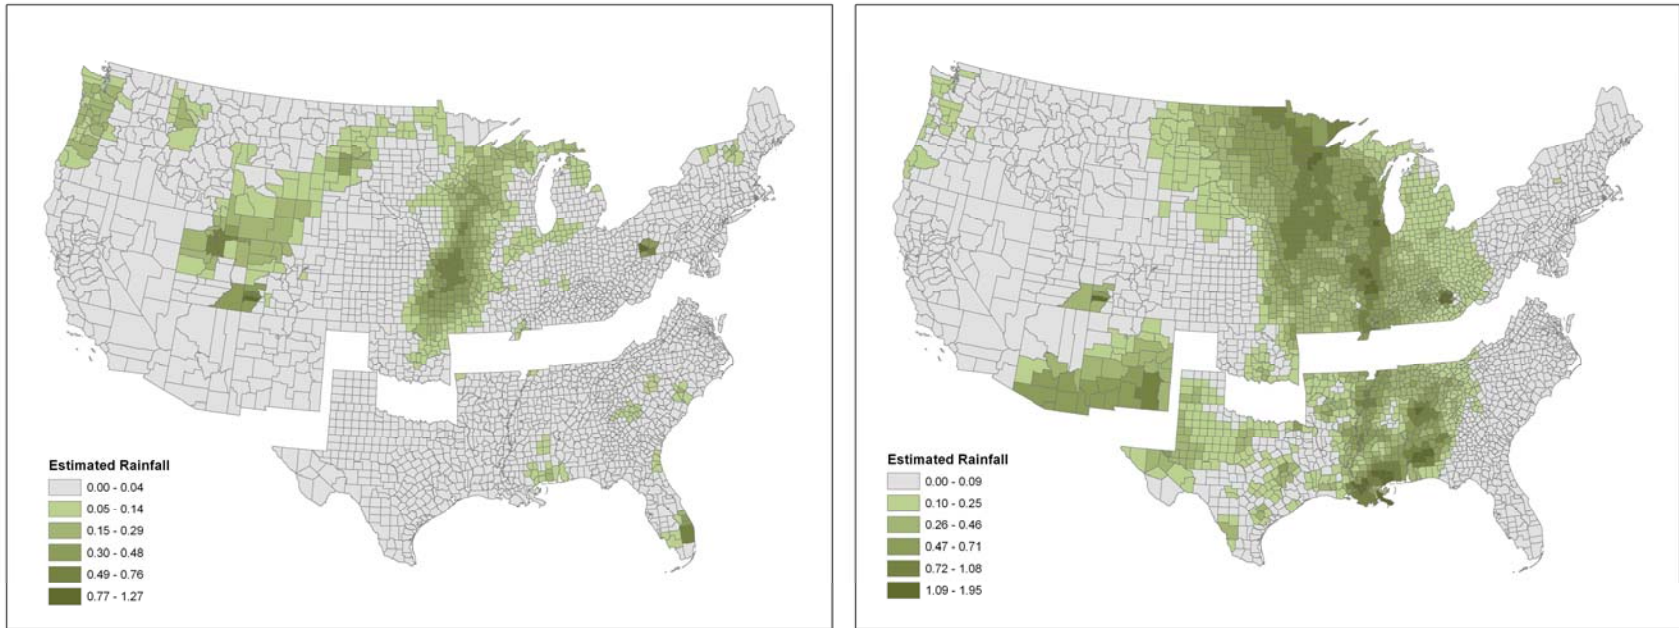 Estimated Rainfall
0.00 - 0.04
0.05 - 0.14
0.15 - 0.29
0.30 - 0.48
0.49 - 0.76
0.77 - 1.27
Estimated Rainfall
0.00 - 0.09
0.10 - 0.25
0.26 - 0.46
0.47 - 0.71
0.72 - 1.08
1.09 - 1.95